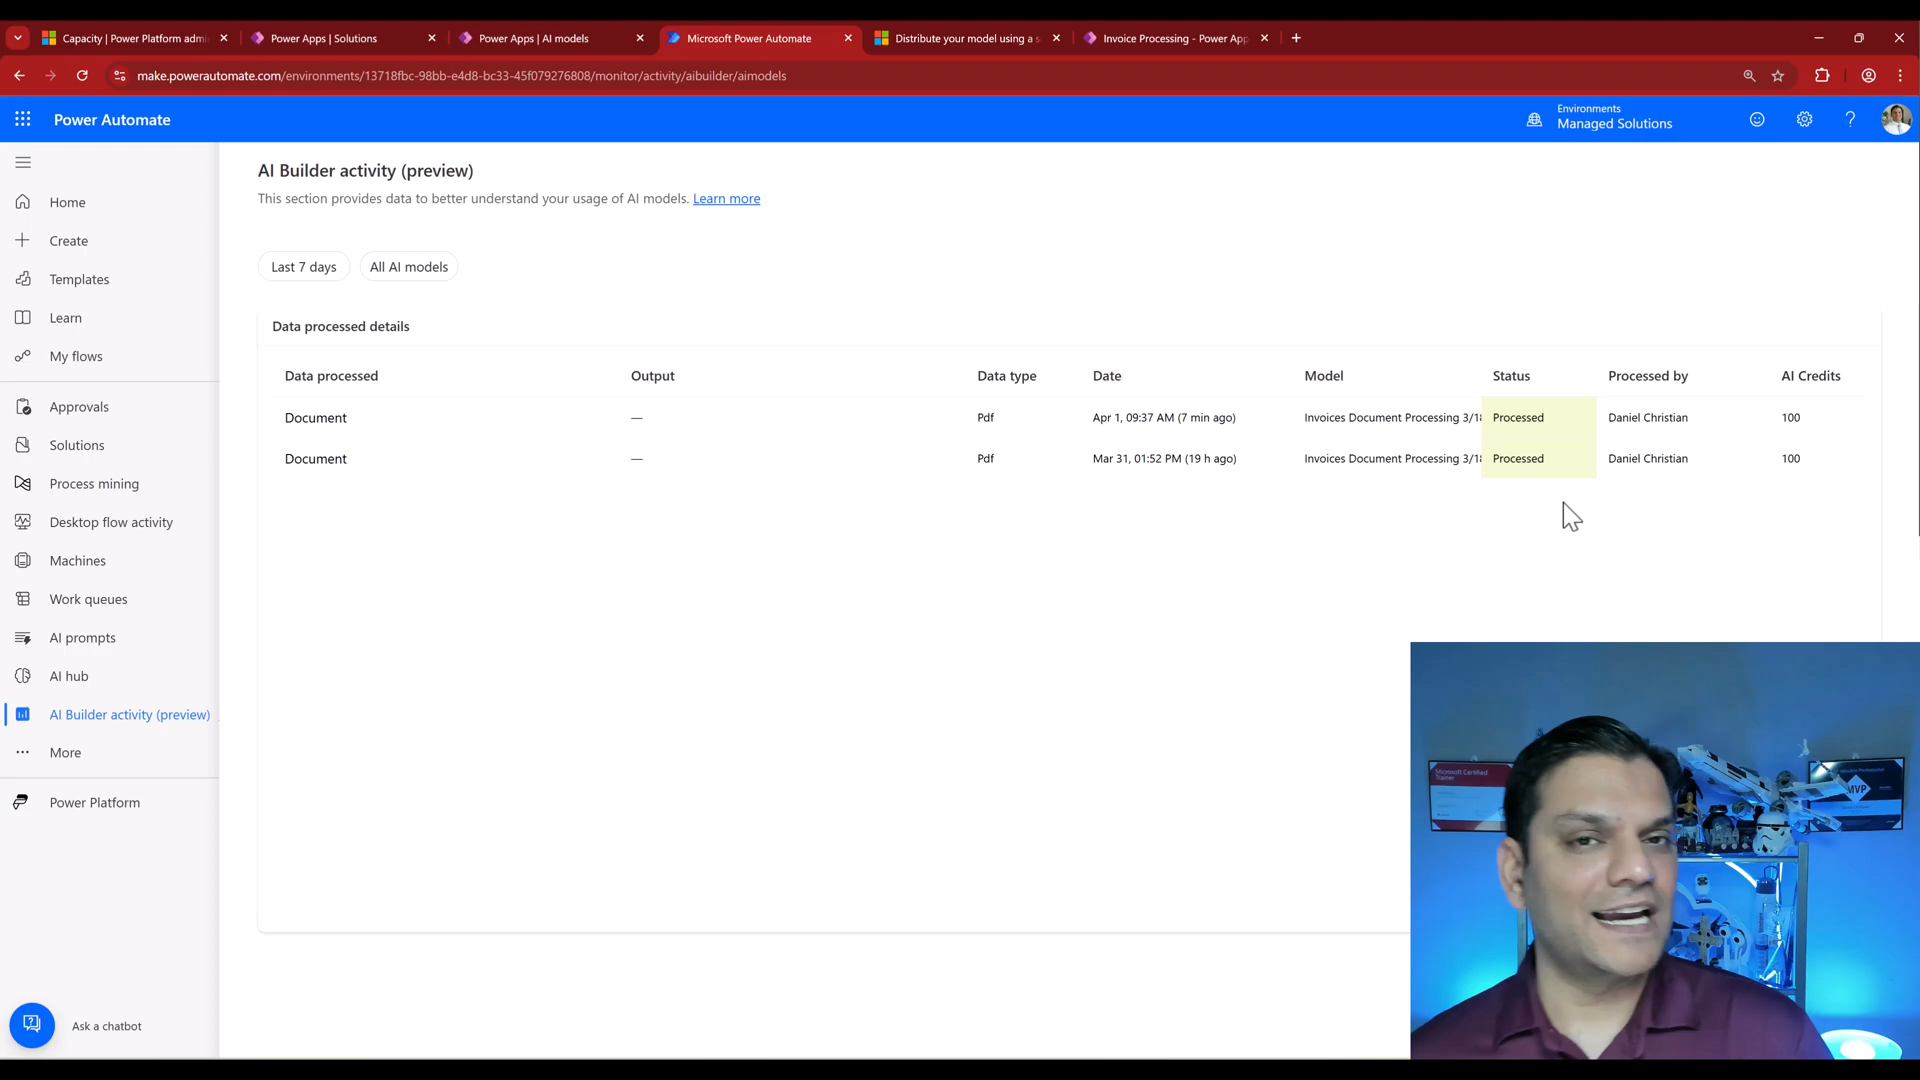 Capacity | Power Platform admi
Power Apps | Solutions
Power Apps | AI models
Microsoft Power Automate
Distribute your model using a s
Invoice Processing - Power App
make.powerautomate.com/environments/13718fbc-98bb-e4d8-bc33-45f079276808/monitor/activity/aibuilder/aimodels
Power Automate
Environments
Managed Solutions
Home
Create
Templates
Learn
My flows
Approvals
Solutions
Process mining
Desktop flow activity
Machines
Work queues
AI prompts
AI hub
AI Builder activity (preview)
More
Power Platform
Ask a chatbot
AI Builder activity (preview)
This section provides data to better understand your usage of AI models. Learn more
Last 7 days All AI models
Data processed details
Data processed Output Data type Date Model Status Processed by AI Credits
Document — Pdf Apr 1, 09:37 AM (7 min ago) Invoices Document Processing 3/18 Processed Daniel Christian 100
Document — Pdf Mar 31, 01:52 PM (19 h ago) Invoices Document Processing 3/18 Processed Daniel Christian 100
Microsoft Certified
Trainer
MVP